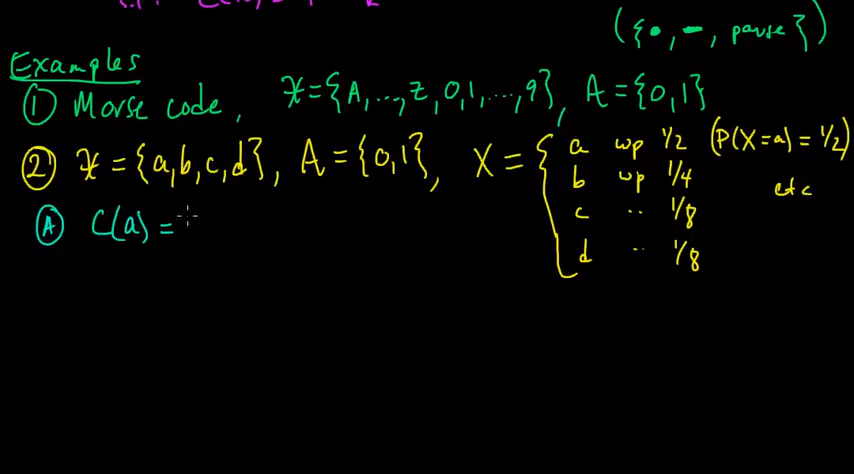 ({•, –, pause})
Examples
① Morse code, 𝒳={A,...,Z,0,1,...,9}, A={0,1}
② 𝒳={a,b,c,d}, A={0,1}, X={ a wp 1/2 (P(X=a)=1/2)
b wp 1/4 etc
c .. 1/8
d .. 1/8
Ⓐ C(a)=